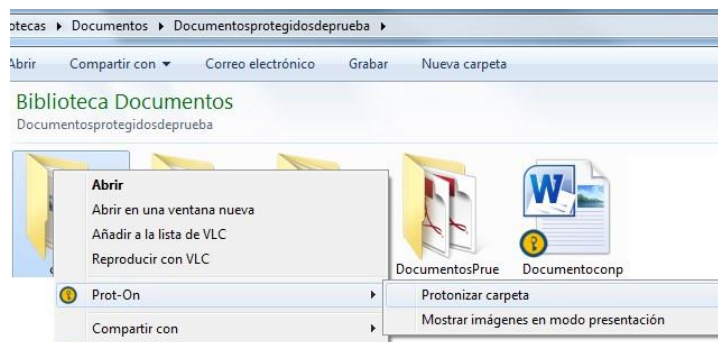 otecas ▸ Documentos ▸ Documentosprotegidosdeprueba ▸
Abrir Compartir con ▾ Correo electrónico Grabar Nueva carpeta
Biblioteca Documentos
Documentosprotegidosdeprueba
Abrir
Abrir en una ventana nueva
Añadir a la lista de VLC
Reproducir con VLC
W
DocumentosPrue Documentoconp
Prot-On
Protonizar carpeta
Mostrar imágenes en modo presentación
Compartir con